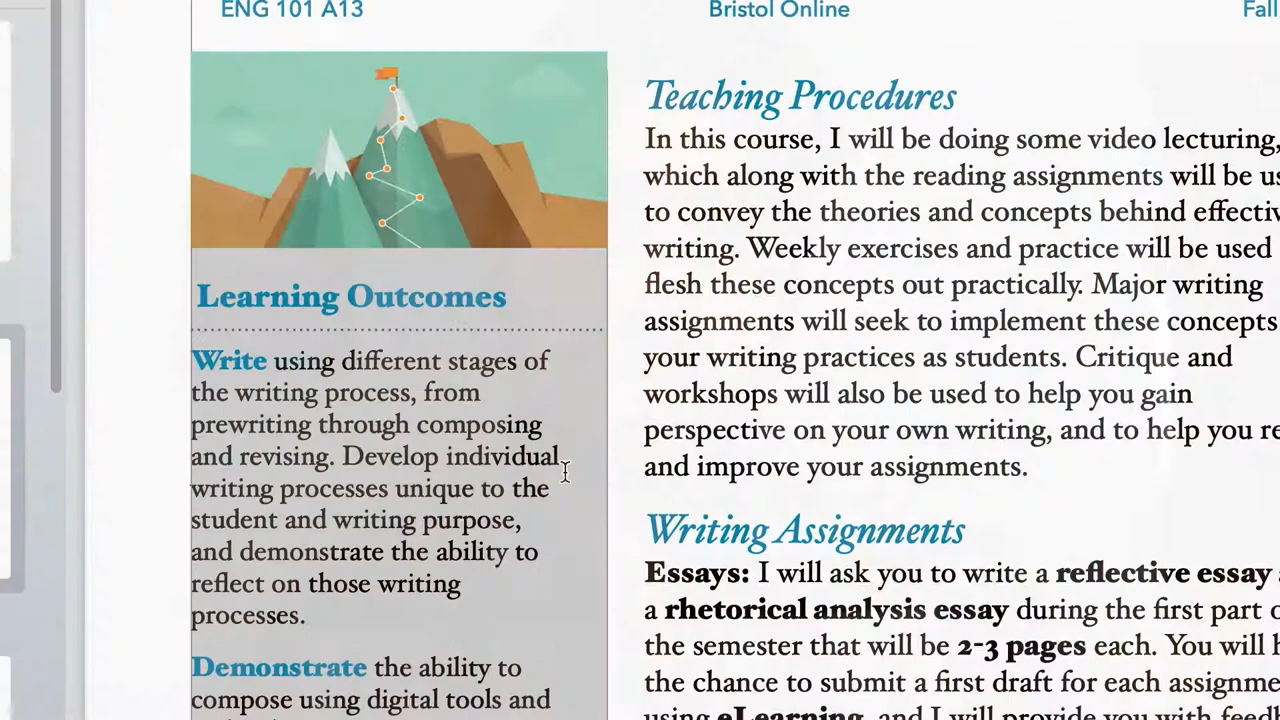 ENG 101 A13
Bristol Online
Fall
Learning Outcomes
Write using different stages of
the writing process, from
prewriting through composing
and revising. Develop individual
writing processes unique to the
student and writing purpose,
and demonstrate the ability to
reflect on those writing
processes.
Demonstrate the ability to
compose using digital tools and
Teaching Procedures
In this course, I will be doing some video lecturing,
which along with the reading assignments will be
to convey the theories and concepts behind
writing. Weekly exercises and practice will be used
flesh these concepts out practically. Major writing
assignments will seek to implement these concepts
your writing practices as students. Critique and
workshops will also be used to help you gain
perspective on your own writing, and to help you
and improve your assignments.
Writing Assignments
Essays: I will ask you to write a reflective essay
a rhetorical analysis essay during the first part
the semester that will be 2-3 pages each. You will
the chance to submit a first draft for each
using eLearning, and I will provide you with